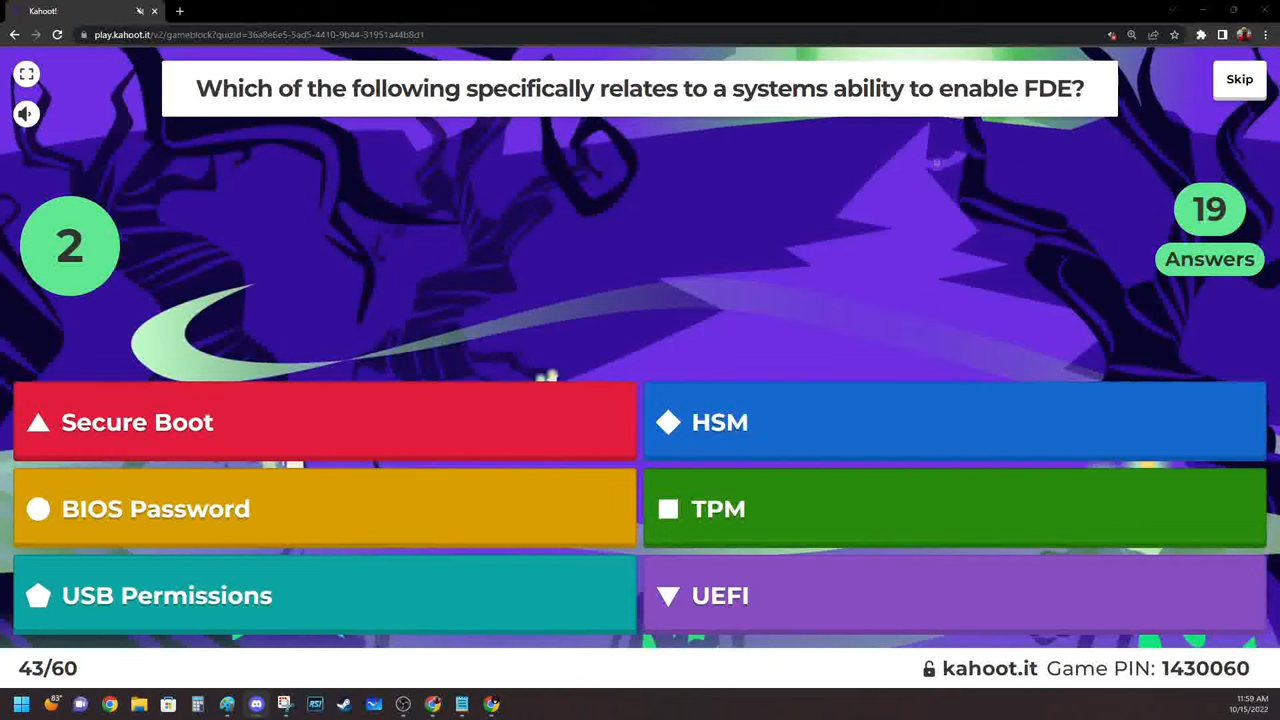 Kahoot!
play.kahoot.it/v2/gameblock?quizId=36a8e6e5-5ad5-4410-9b44-31951a44b8d1
Which of the following specifically relates to a systems ability to enable FDE?
Skip
2
19
Answers
Secure Boot
HSM
BIOS Password
TPM
USB Permissions
UEFI
43/60
kahoot.it Game PIN: 1430060
83°
RSI
11:59 AM
10/15/2022